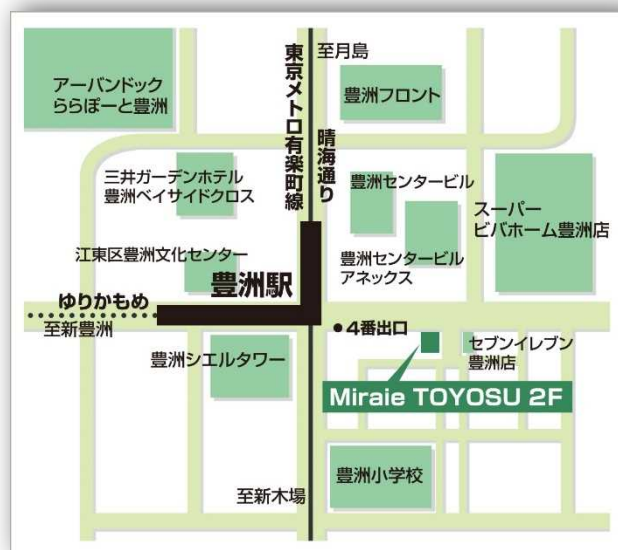 アーバンドック
ららぽーと豊洲
東京メトロ有楽町線
至月島
豊洲フロント
晴海通り
三井ガーデンホテル
豊洲ベイサイドクロス
豊洲センタービル
スーパー
ビバホーム豊洲店
江東区豊洲文化センター
豊洲センタービル
アネックス
豊洲駅
ゆりかもめ
至新豊洲
●4番出口
豊洲シエルタワー
セブンイレブン
豊洲店
Miraie TOYOSU 2F
豊洲小学校
至新木場